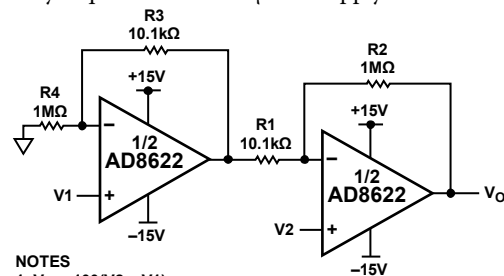 R3
10.1kΩ
R4
1MΩ
+15V
–
1/2
AD8622
V1
+
–15V
R1
10.1kΩ
R2
1MΩ
+15V
–
1/2
AD8622
V2
+
–15V
VO
NOTES